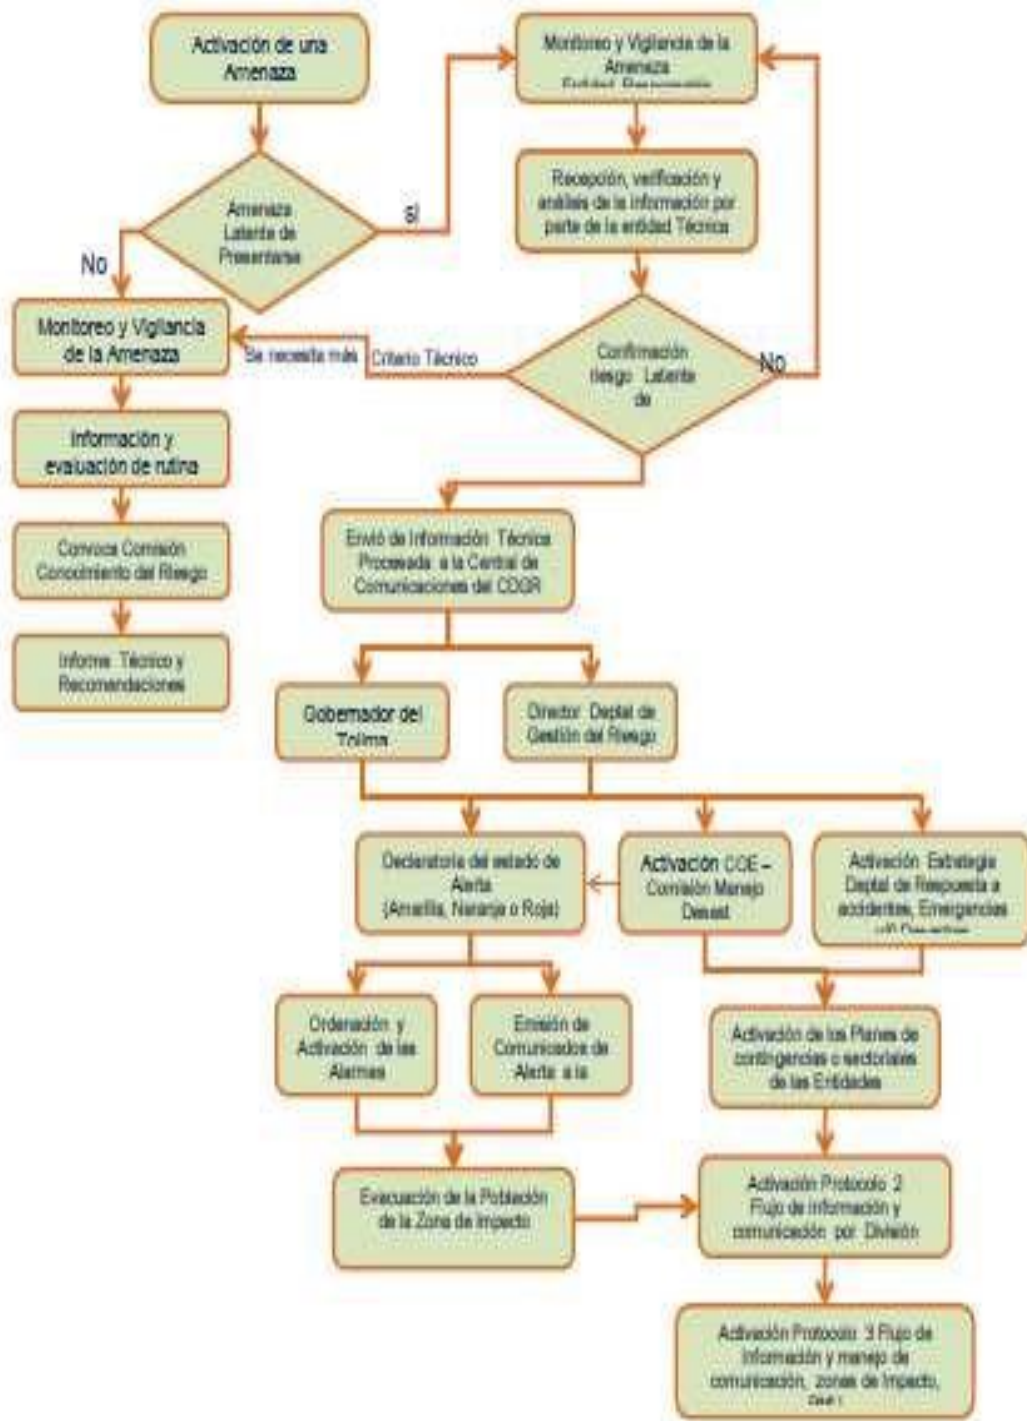 Activación de una
Amenaza
Monitoreo y Vigilancia de la
Amenaza
Amenaza
Latente de
Presentarse
SI
No
Recepción, verificación y
análisis de la información por
parte de la entidad Técnica
Monitoreo y Vigilancia
de la Amenaza
Se necesita más
Criterio Técnico
Confirmación
riesgo Latente
de
No
Información y
evaluación de rutina
Convoca Comisión
Conocimiento del Riesgo
Informe Técnico y
Recomendaciones
Envió de Información Técnica
Procesada a la Central de
Comunicaciones del CDGR
Gobernador del
Tolima
Director Deptal de
Gestión del Riesgo
Declaratoria del estado de
Alerta
(Amarilla, Naranja o Roja)
Activación COE –
Comisión Manejo
Desast
Activación Estrategia
Deptal de Respuesta a
accidentes, Emergencias
Ordenación y
Activación de las
Alarmas
Emisión de
Comunicados de
Alerta a la
Activación de los Planes de
contingencias o sectoriales
de las Entidades
Evacuación de la Población
de la Zona de Impacto
Activación Protocolo 2
Flujo de información y
comunicación por División
Activación Protocolo 3 Flujo de
Información y manejo de
comunicación, zonas de Impacto,